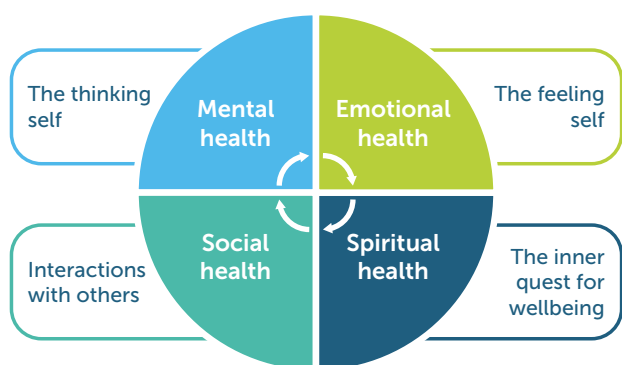 The thinking
self
Mental
health
Emotional
health
The feeling
self
Interactions
with others
Social
health
Spiritual
health
The inner
quest for
wellbeing